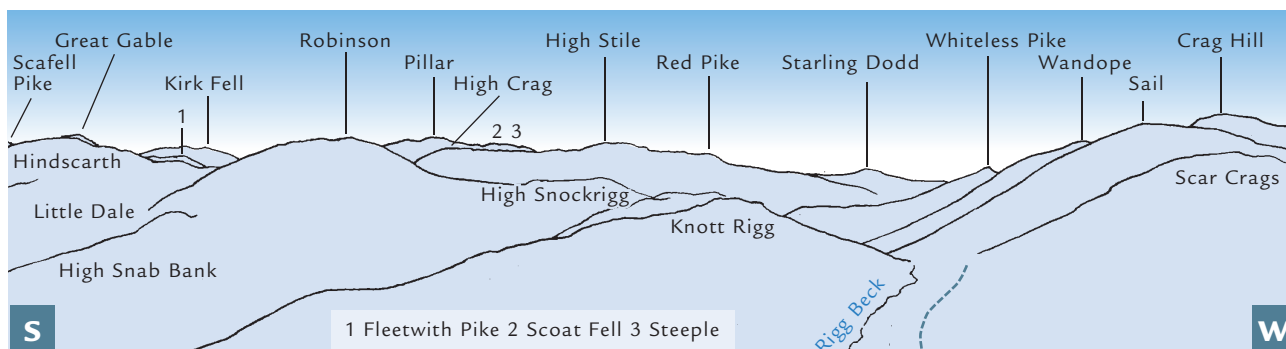 Great Gable
Robinson
High Stile
Whiteless Pike
Crag Hill
Scafell
Pike
Pillar
Red Pike
Starling Dodd
Wandope
Kirk Fell
High Crag
Sail
1
2 3
Hindscarth
Scar Crags
High Snockrigg
Little Dale
Knott Rigg
High Snab Bank
Rigg Beck
S
1 Fleetwith Pike 2 Scoat Fell 3 Steeple
W